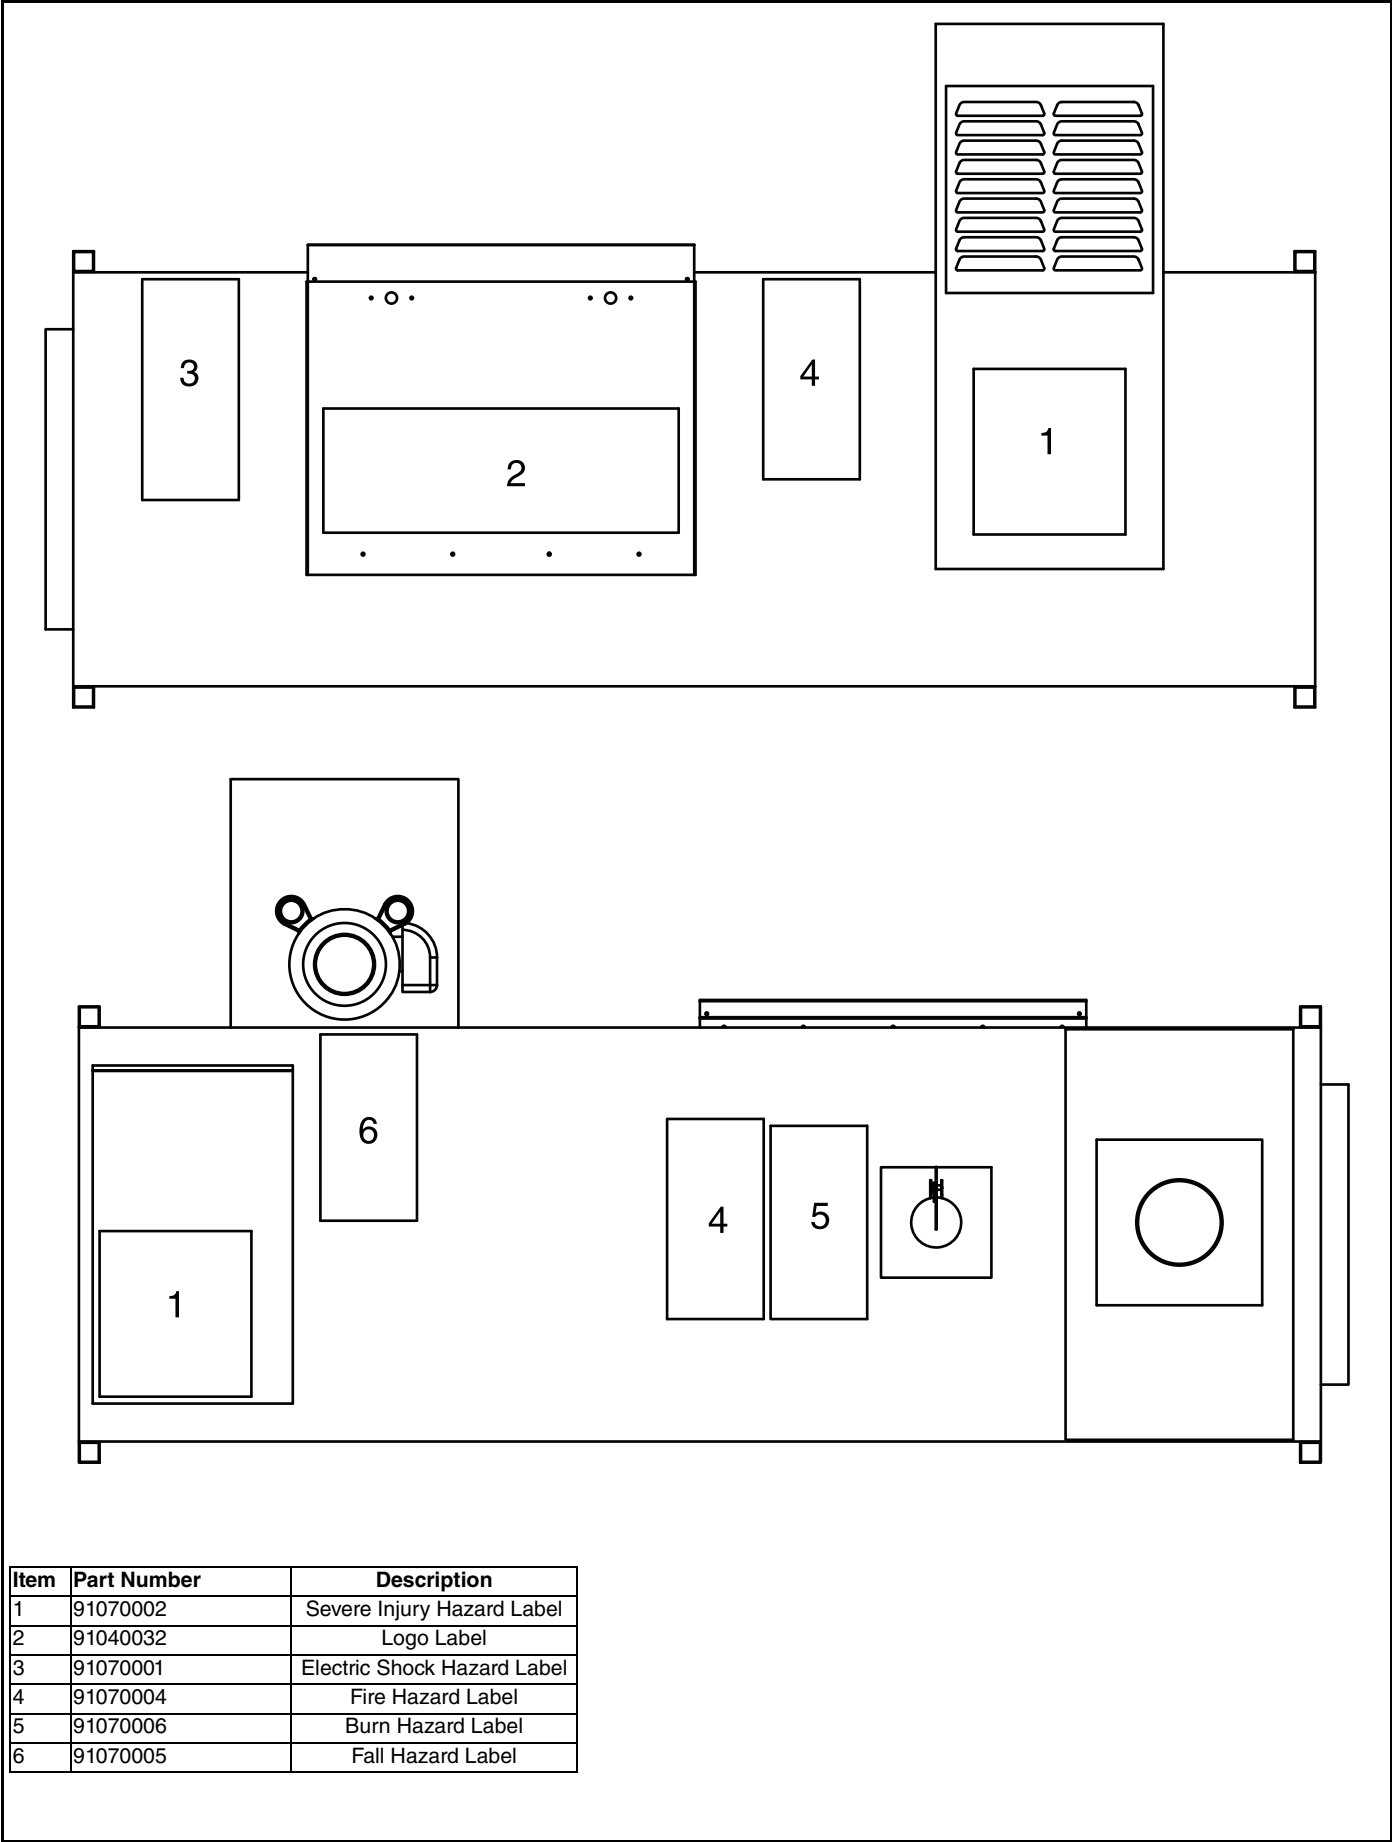 3
4
1
2
6
4
5
1
Item Part Number Description
1 91070002 Severe Injury Hazard Label
2 91040032 Logo Label
3 91070001 Electric Shock Hazard Label
4 91070004 Fire Hazard Label
5 91070006 Burn Hazard Label
6 91070005 Fall Hazard Label